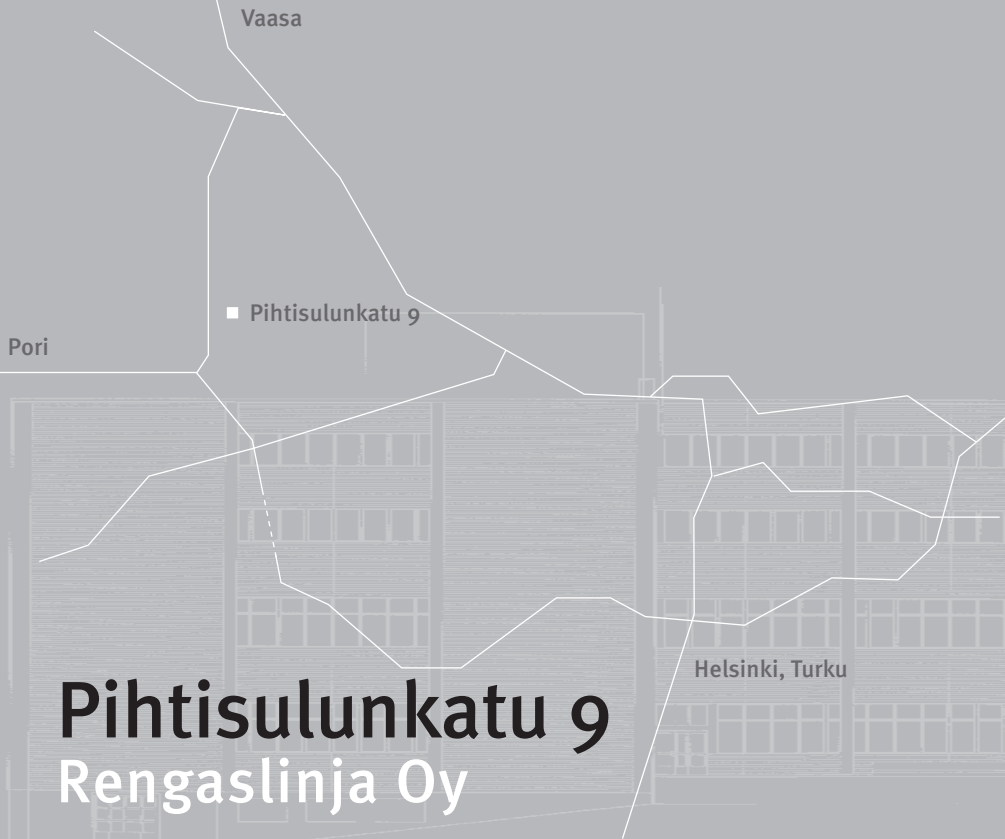 Vaasa
Pihtisulunkatu 9
Pori
Helsinki, Turku
Pihtisulunkatu 9
Rengaslinja Oy